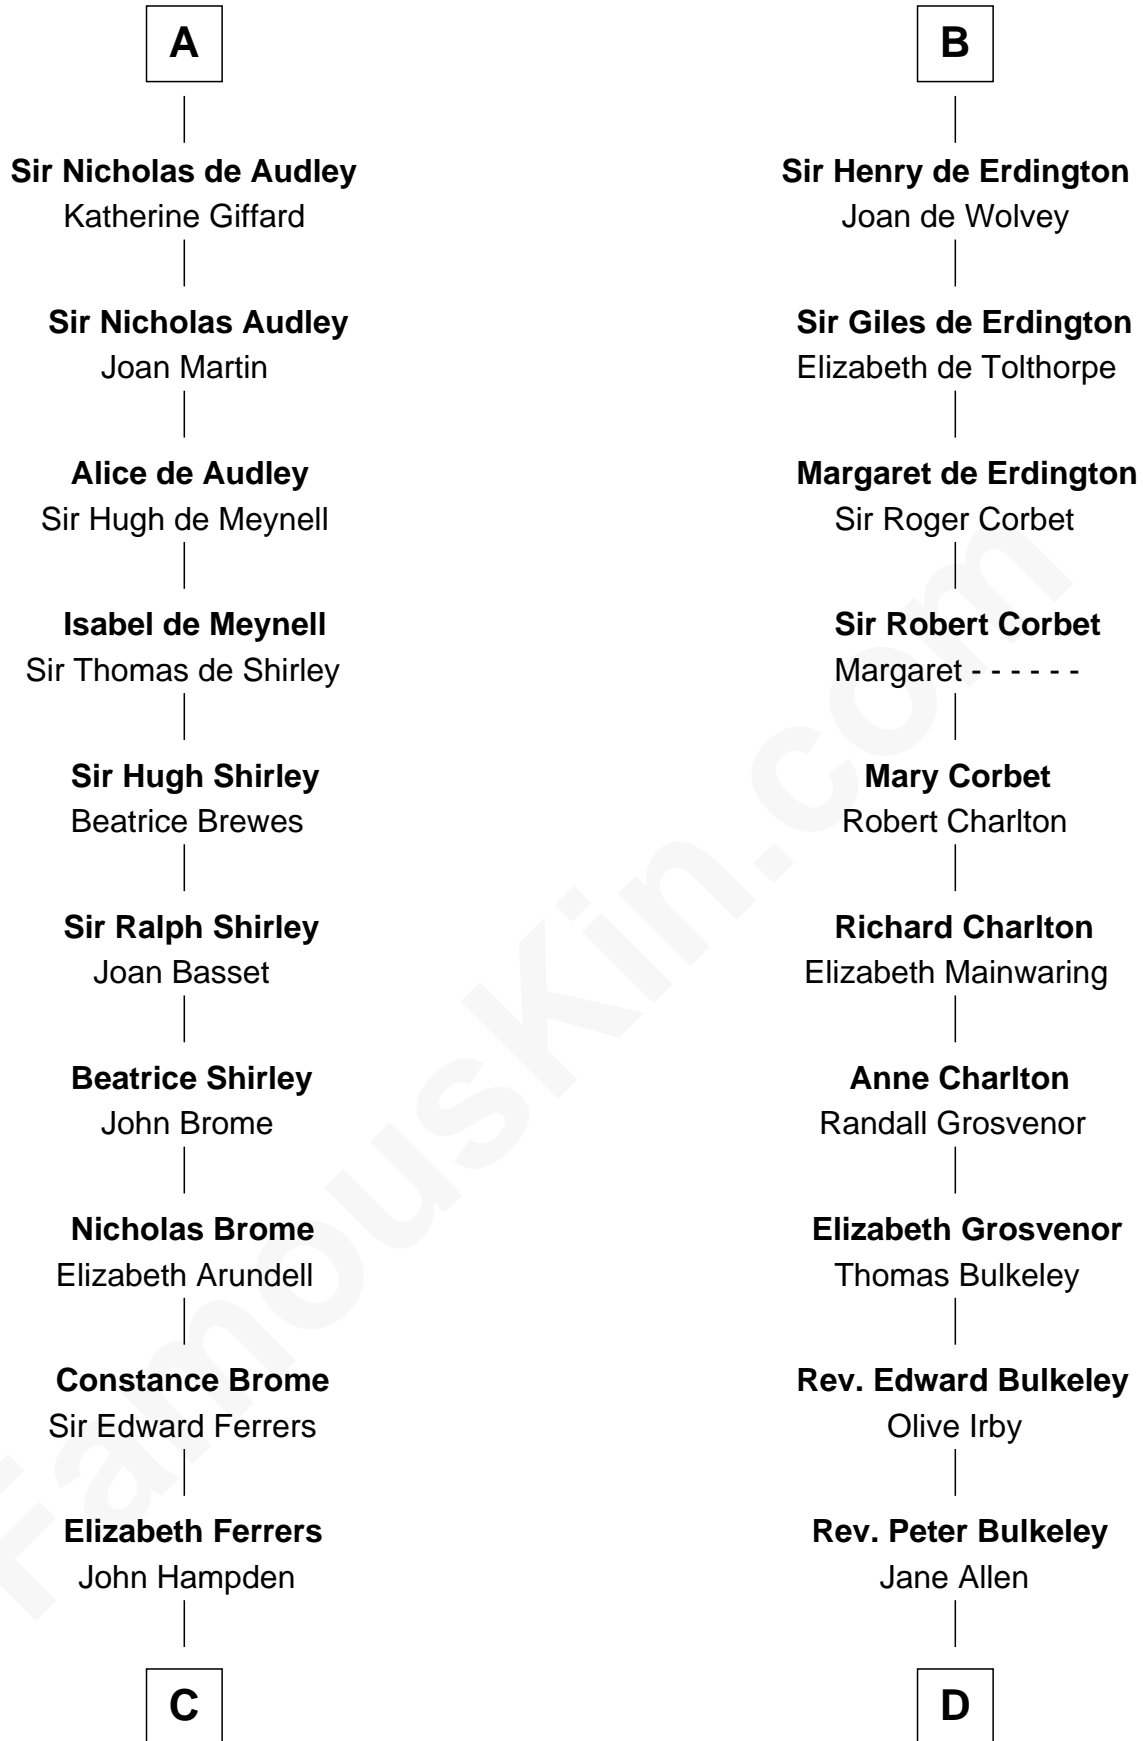 A
Sir Nicholas de Audley
Katherine Giffard
Sir Nicholas Audley
Joan Martin
Alice de Audley
Sir Hugh de Meynell
Isabel de Meynell
Sir Thomas de Shirley
Sir Hugh Shirley
Beatrice Brewes
Sir Ralph Shirley
Joan Basset
Beatrice Shirley
John Brome
Nicholas Brome
Elizabeth Arundell
Constance Brome
Sir Edward Ferrers
Elizabeth Ferrers
John Hampden
C
B
Sir Henry de Erdington
Joan de Wolvey
Sir Giles de Erdington
Elizabeth de Tolthorpe
Margaret de Erdington
Sir Roger Corbet
Sir Robert Corbet
Margaret - - - - - -
Mary Corbet
Robert Charlton
Richard Charlton
Elizabeth Mainwaring
Anne Charlton
Randall Grosvenor
Elizabeth Grosvenor
Thomas Bulkeley
Rev. Edward Bulkeley
Olive Irby
Rev. Peter Bulkeley
Jane Allen
D
FamousKin.com